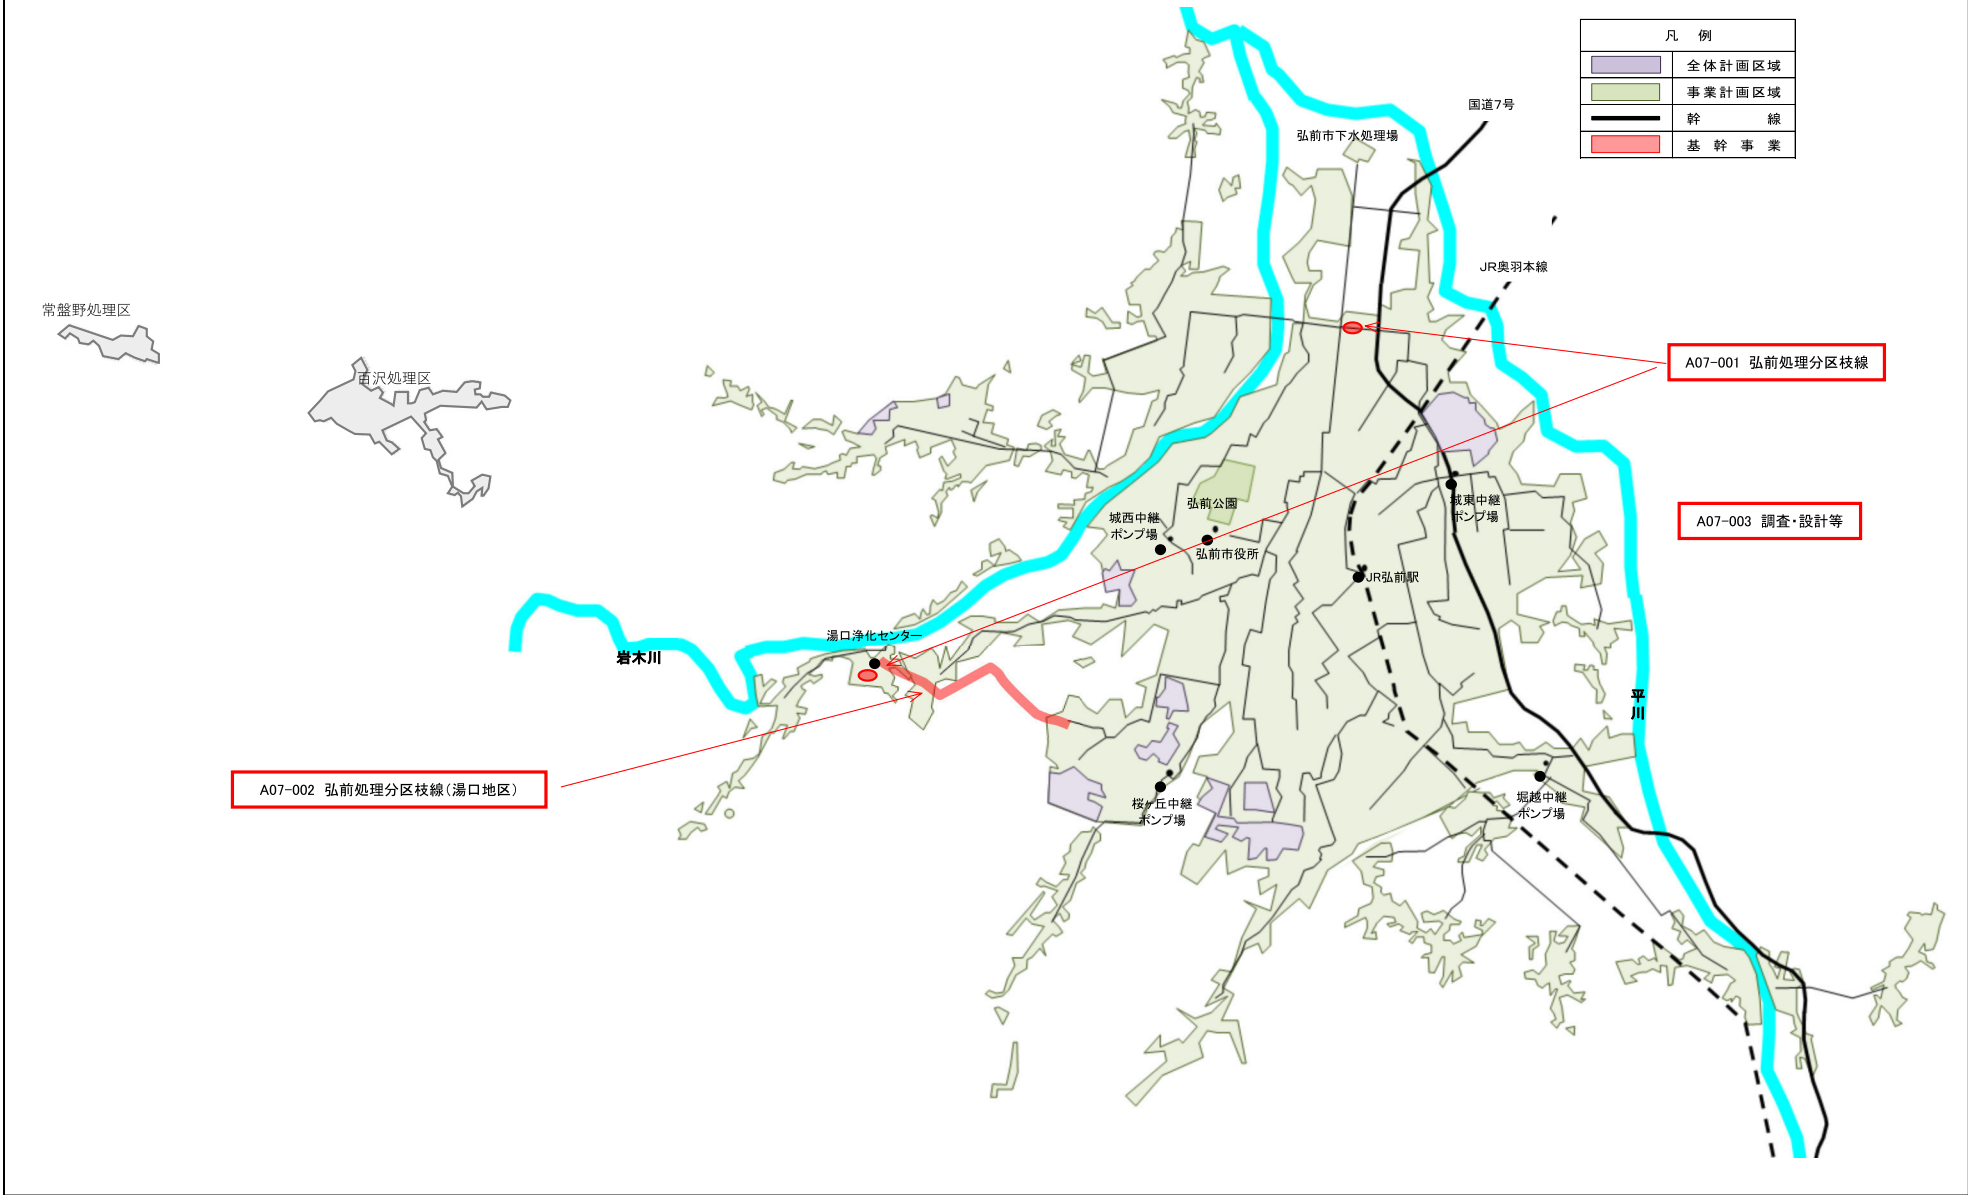 凡 例
全体計画区域
事業計画区域
幹 線
基 幹 事 業
国道7号
弘前市下水処理場
JR奥羽本線
常盤野処理区
百沢処理区
A07-001 弘前処理分区枝線
弘前公園
城東中継
ポンプ場
城西中継
ポンプ場
A07-003 調査・設計等
弘前市役所
JR弘前駅
湯口浄化センター
岩木川
平
川
A07-002 弘前処理分区枝線(湯口地区)
桜ヶ丘中継
ポンプ場
堀越中継
ポンプ場